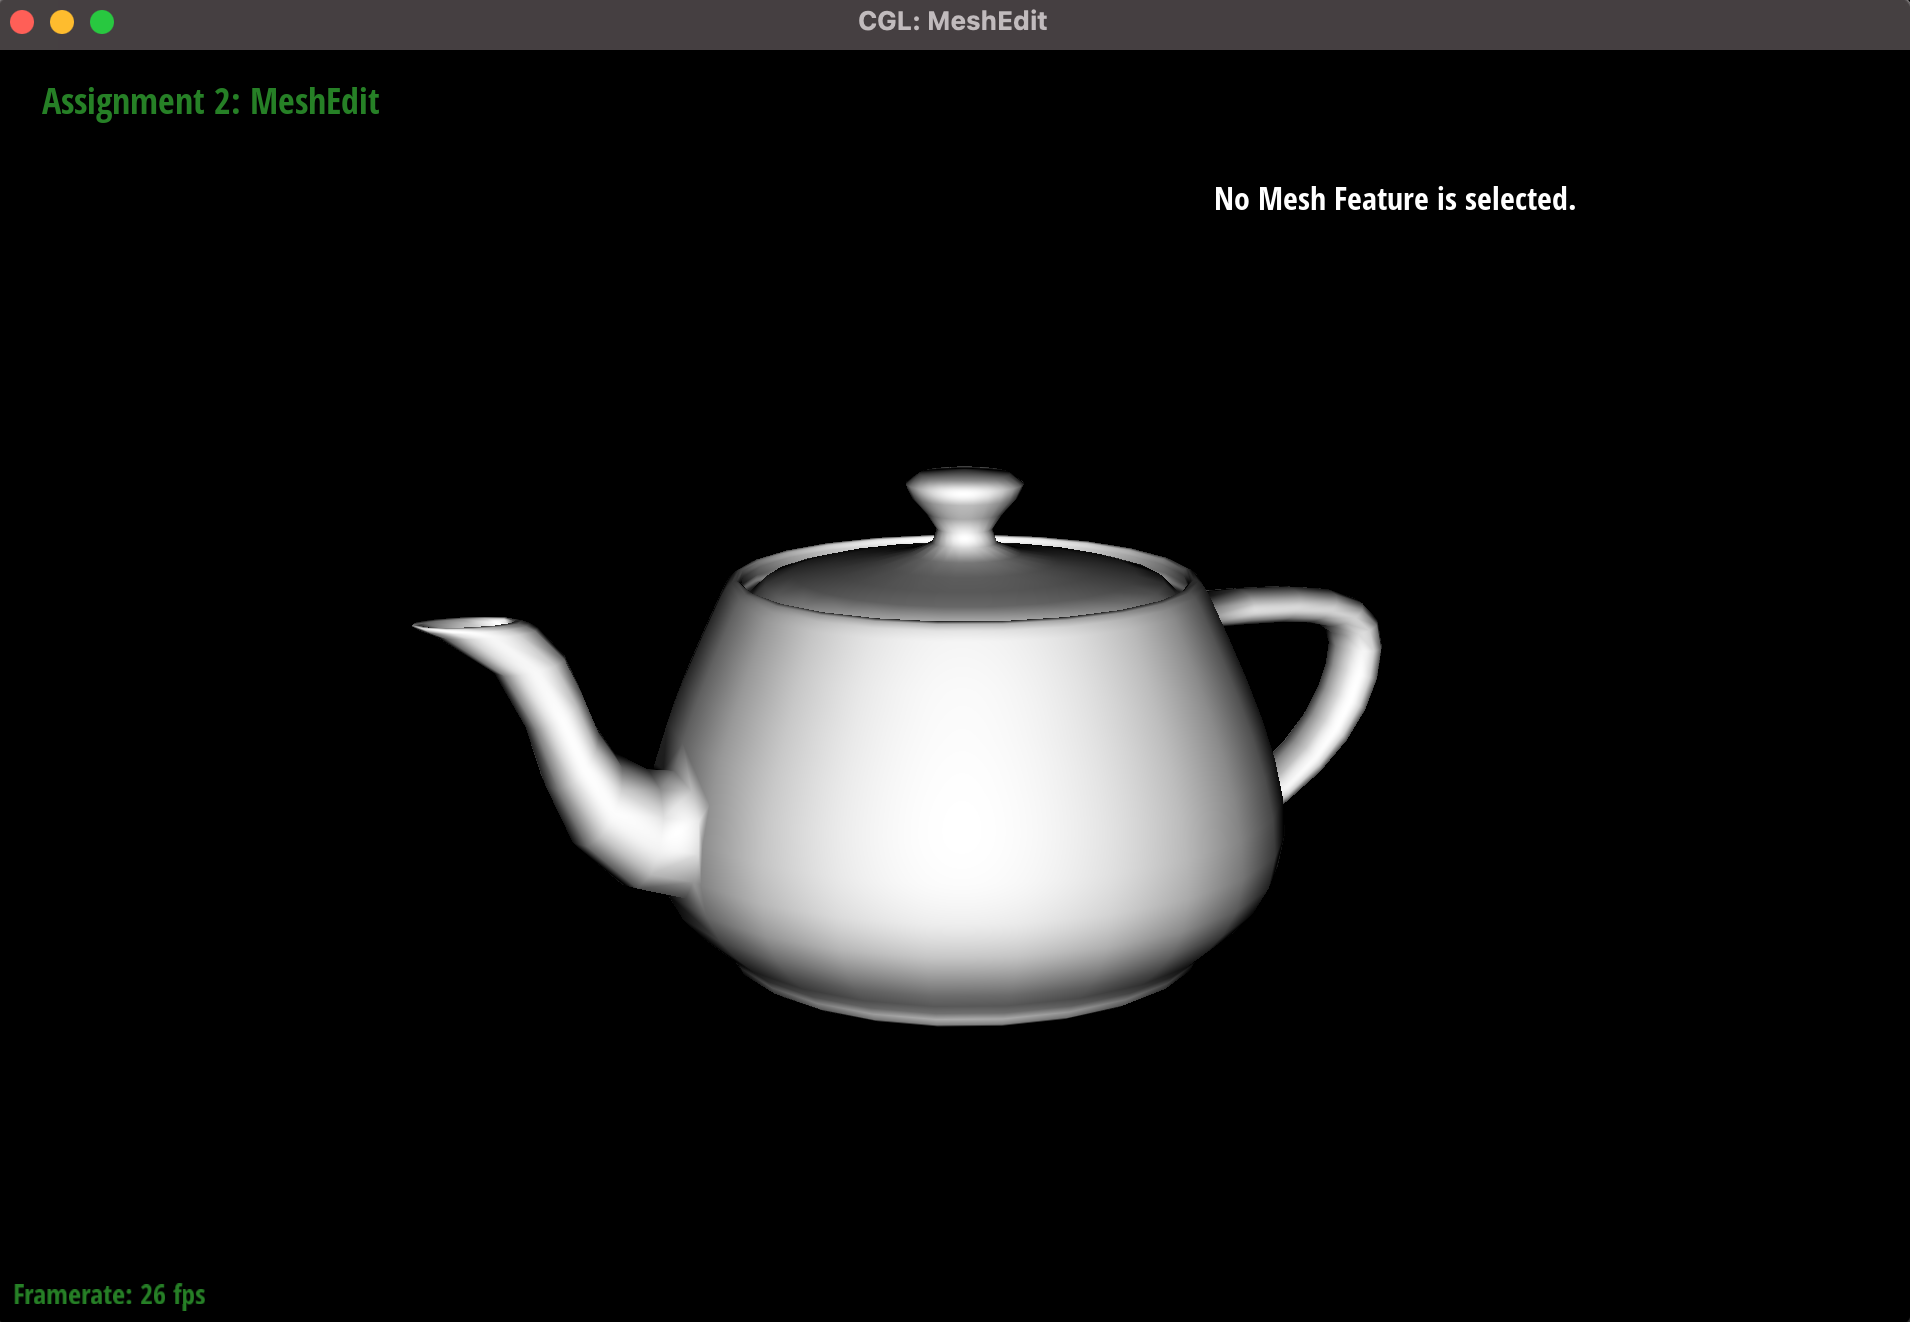 CGL: MeshEdit
Assignment 2: MeshEdit
No Mesh Feature is selected.
Framerate: 26 fps